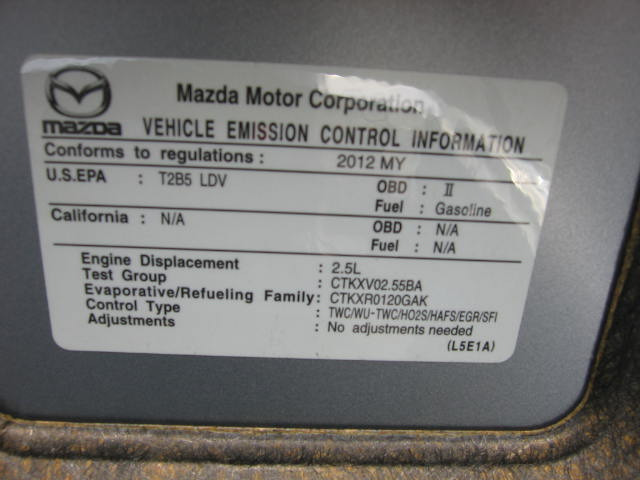 Mazda Motor Corporation
mazda VEHICLE EMISSION CONTROL INFORMATION
Conforms to regulations : 2012 MY
U.S.EPA : T2B5 LDV OBD : II
Fuel : Gasoline
California : N/A OBD : N/A
Fuel : N/A
Engine Displacement : 2.5L
Test Group : CTKXV02.55BA
Evaporative/Refueling Family: CTKXR0120GAK
Control Type : TWC/WU-TWC/HO2S/HAFS/EGR/SFI
Adjustments : No adjustments needed
(L5E1A)